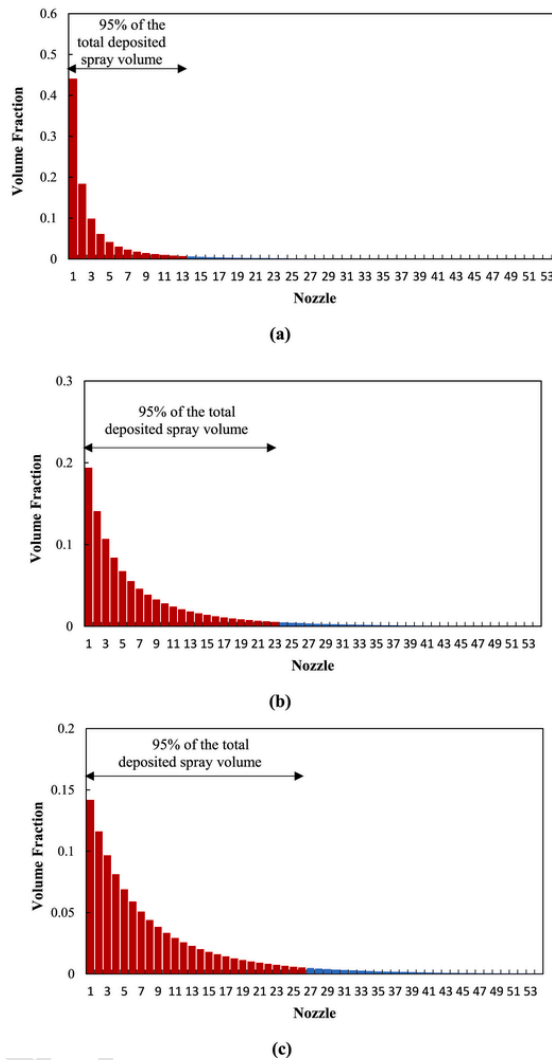 0.6
95% of the
total deposited
spray volume
0.5
0.4
0.3
0.2
0.1
0
Volume Fraction
1 3 5 7 9 11 13 15 17 19 21 23 25 27 29 31 33 35 37 39 41 43 45 47 49 51 53
Nozzle
(a)
0.3
95% of the total
deposited spray volume
0.2
0.1
0
Volume Fraction
1 3 5 7 9 11 13 15 17 19 21 23 25 27 29 31 33 35 37 39 41 43 45 47 49 51 53
Nozzle
(b)
0.2
95% of the total
deposited spray volume
0.15
0.1
0.05
0
Volume Fraction
1 3 5 7 9 11 13 15 17 19 21 23 25 27 29 31 33 35 37 39 41 43 45 47 49 51 53
Nozzle
(c)